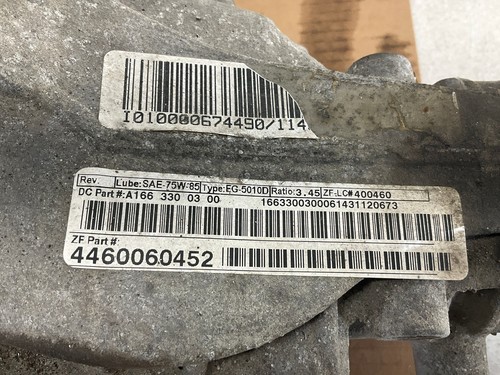 I010000674490/114
Rev. Lube:SAE-75W-85 Type:EG-5010D Ratio:3.45 ZF-LC#400460
DC Part #:A166 330 03 00 1663300300061431120673
ZF Part #:
4460060452